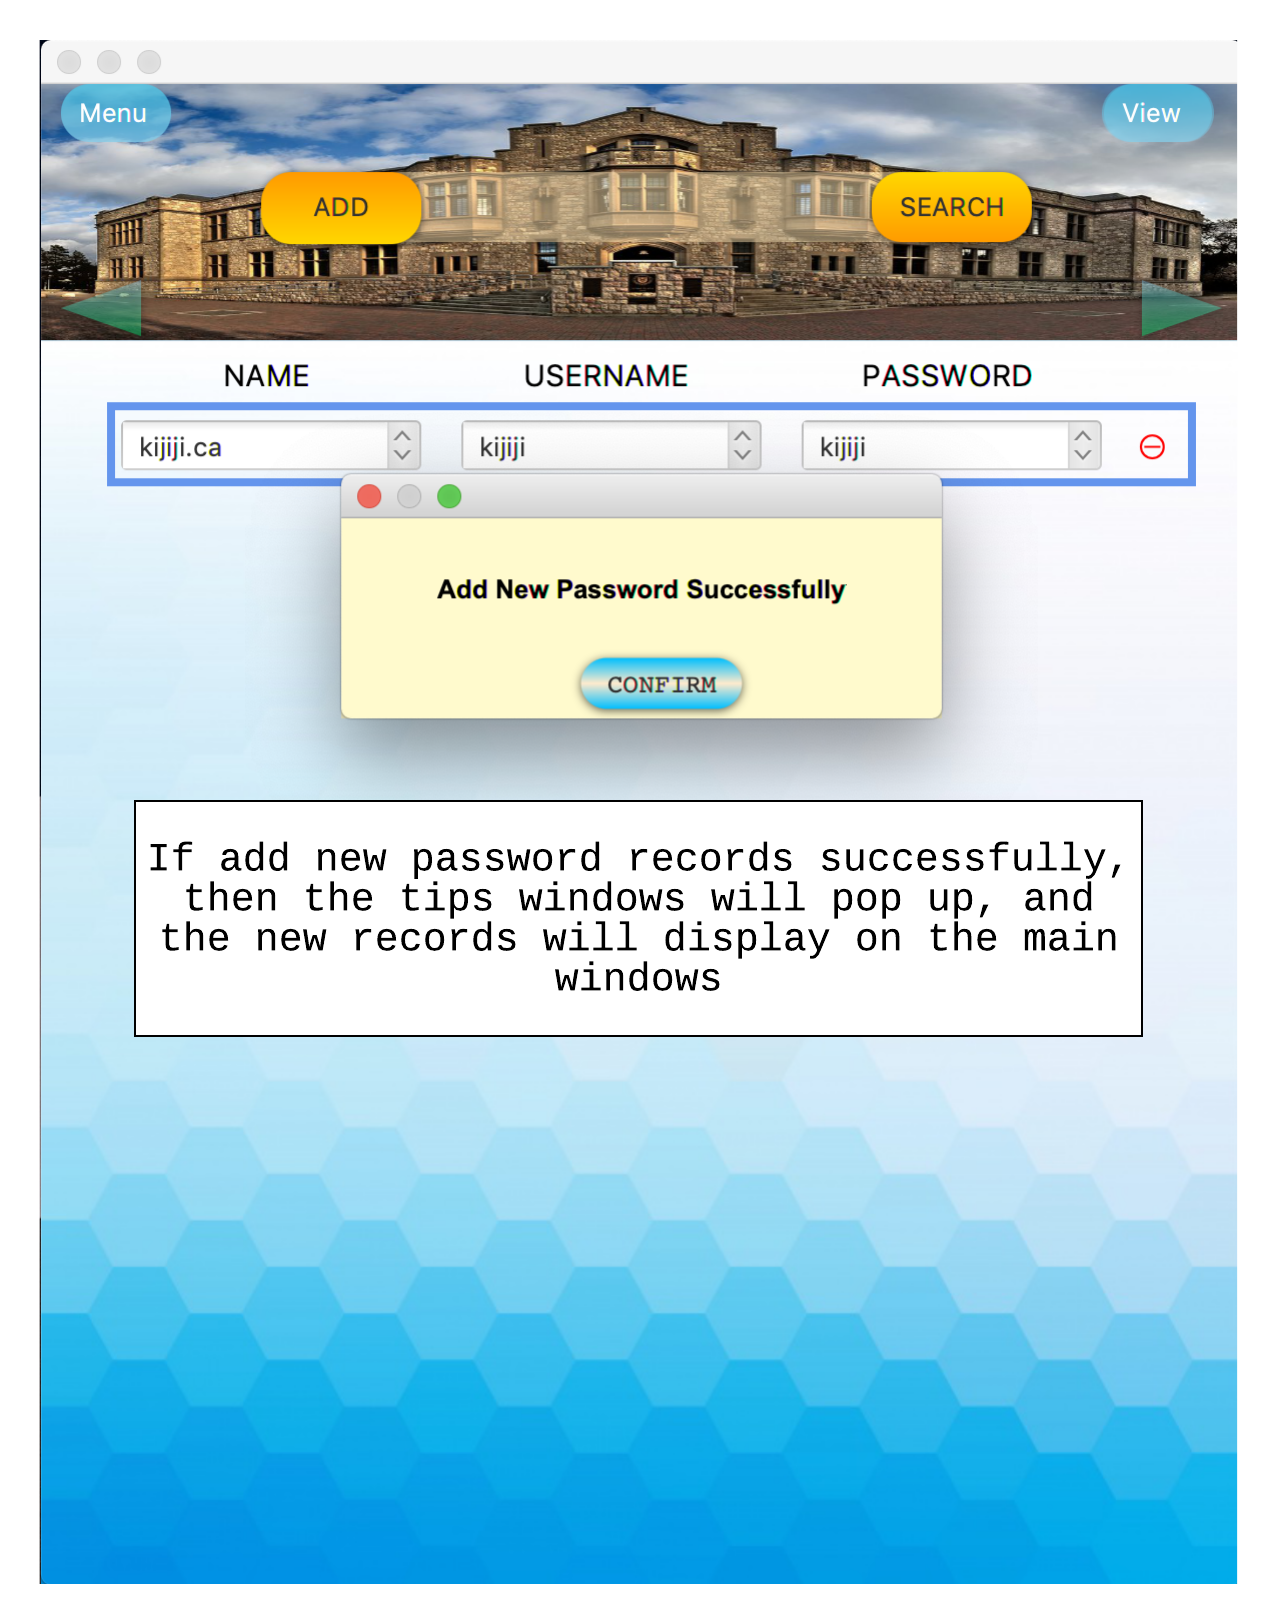 Menu
View
ADD
SEARCH
NAME USERNAME PASSWORD
kijiji.ca kijiji kijiji
Add New Password Successfully
CONFIRM
If add new password records successfully,
then the tips windows will pop up, and
the new records will display on the main
windows